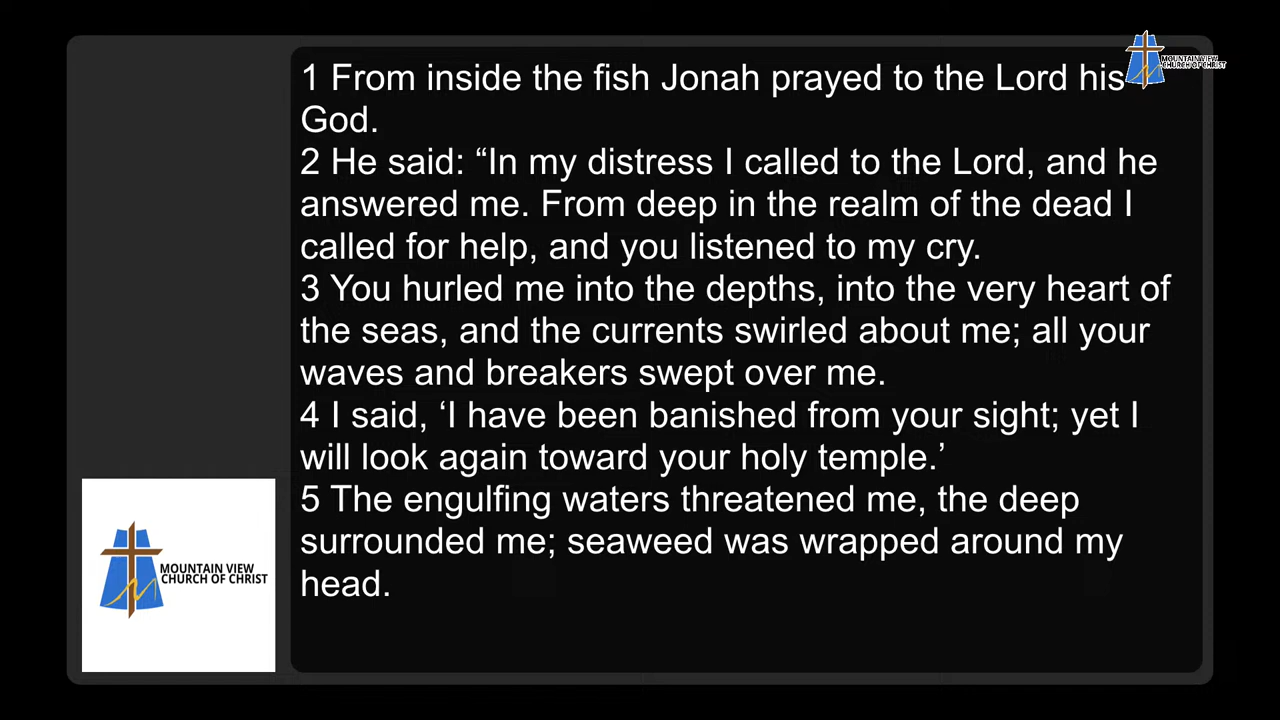 1 From inside the fish Jonah prayed to the Lord his
God.
2 He said: “In my distress I called to the Lord, and he
answered me. From deep in the realm of the dead I
called for help, and you listened to my cry.
3 You hurled me into the depths, into the very heart of
the seas, and the currents swirled about me; all your
waves and breakers swept over me.
4 I said, ‘I have been banished from your sight; yet I
will look again toward your holy temple.’
5 The engulfing waters threatened me, the deep
surrounded me; seaweed was wrapped around my
head.
MOUNTAIN VIEW
CHURCH OF CHRIST
MOUNTAIN VIEW
CHURCH OF CHRIST